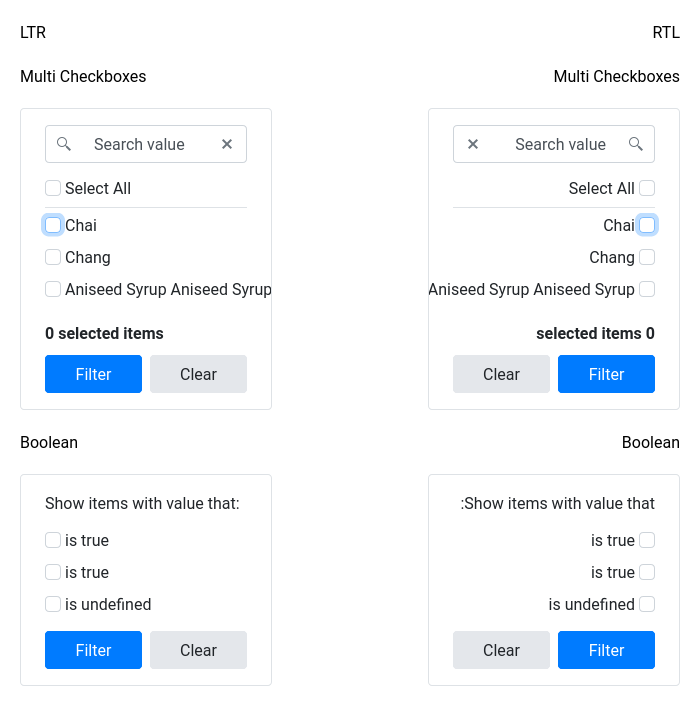 LTR
Multi Checkboxes
Search value
Select All
Chai
Chang
Aniseed Syrup Aniseed Syrup
0 selected items
Filter Clear
Boolean
Show items with value that:
is true
is true
is undefined
Filter Clear
RTL
Multi Checkboxes
Search value
Select All
Chai
Chang
Aniseed Syrup Aniseed Syrup
selected items 0
Clear Filter
Boolean
:Show items with value that
is true
is true
is undefined
Clear Filter